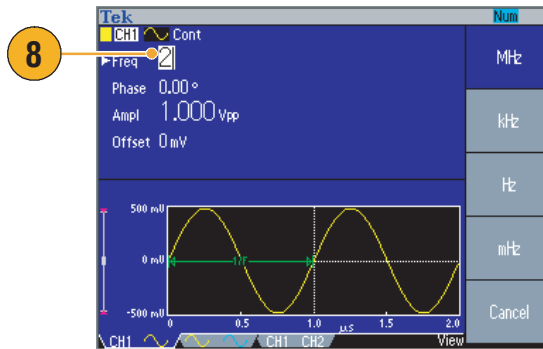 Tek
Num
CH1 Cont
8
Freq 2
MHz
Phase 0.00 °
Ampl 1.000 Vpp
kHz
Offset 0 mV
Hz
500 mV
0 mV
1/F
mHz
-500 mV
0 0.5 1.0 µs 1.5 2.0
Cancel
CH1 CH1 CH2 View